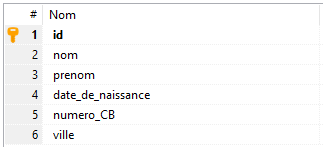 # Nom
1 id
2 nom
3 prenom
4 date_de_naissance
5 numero_CB
6 ville